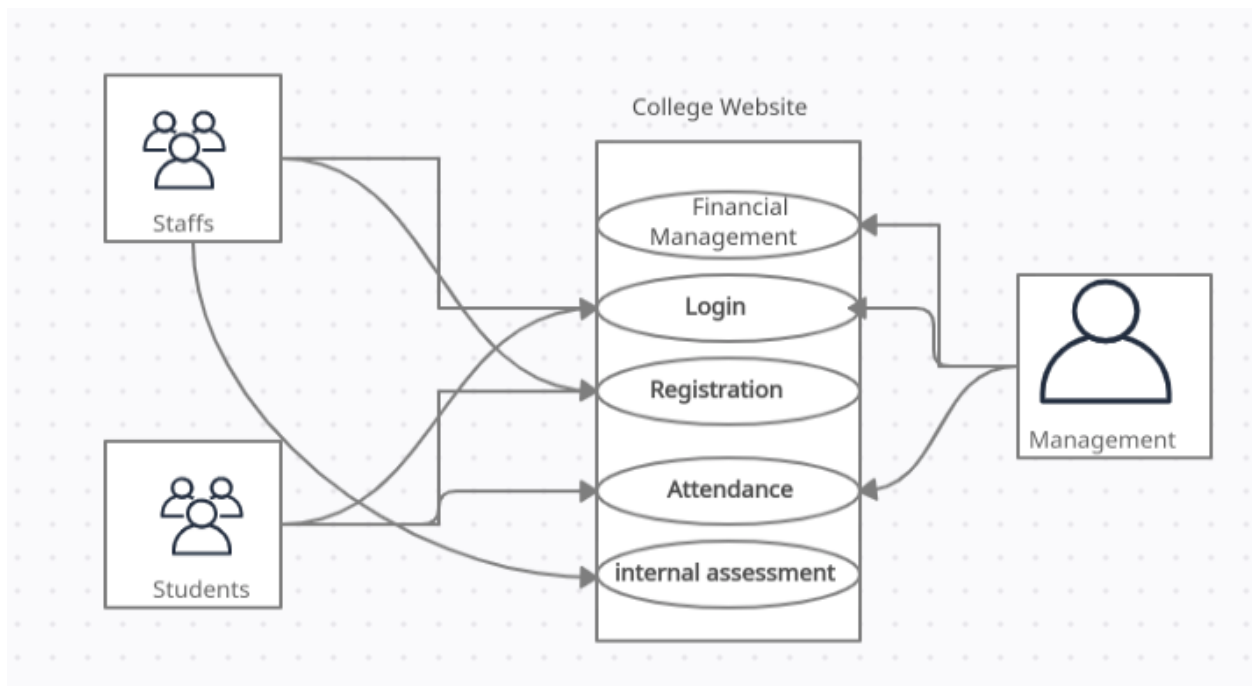 College Website
Staffs
Financial
Management
Login
Registration
Management
Attendance
internal assessment
Students